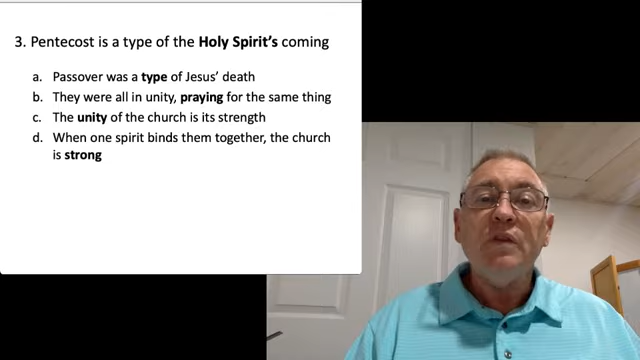 3. Pentecost is a type of the Holy Spirit's coming
a. Passover was a type of Jesus' death
b. They were all in unity, praying for the same thing
c. The unity of the church is its strength
d. When one spirit binds them together, the church
is strong